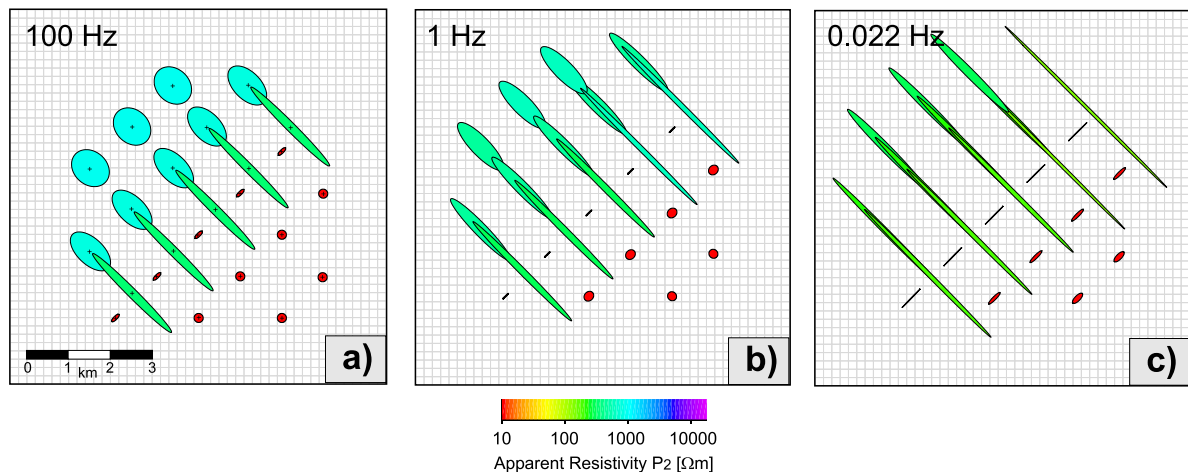 100 Hz
1 Hz
0.022 Hz
0 1 2 3
km
a)
b)
c)
10 100 1000 10000
Apparent Resistivity P2 [Ωm]